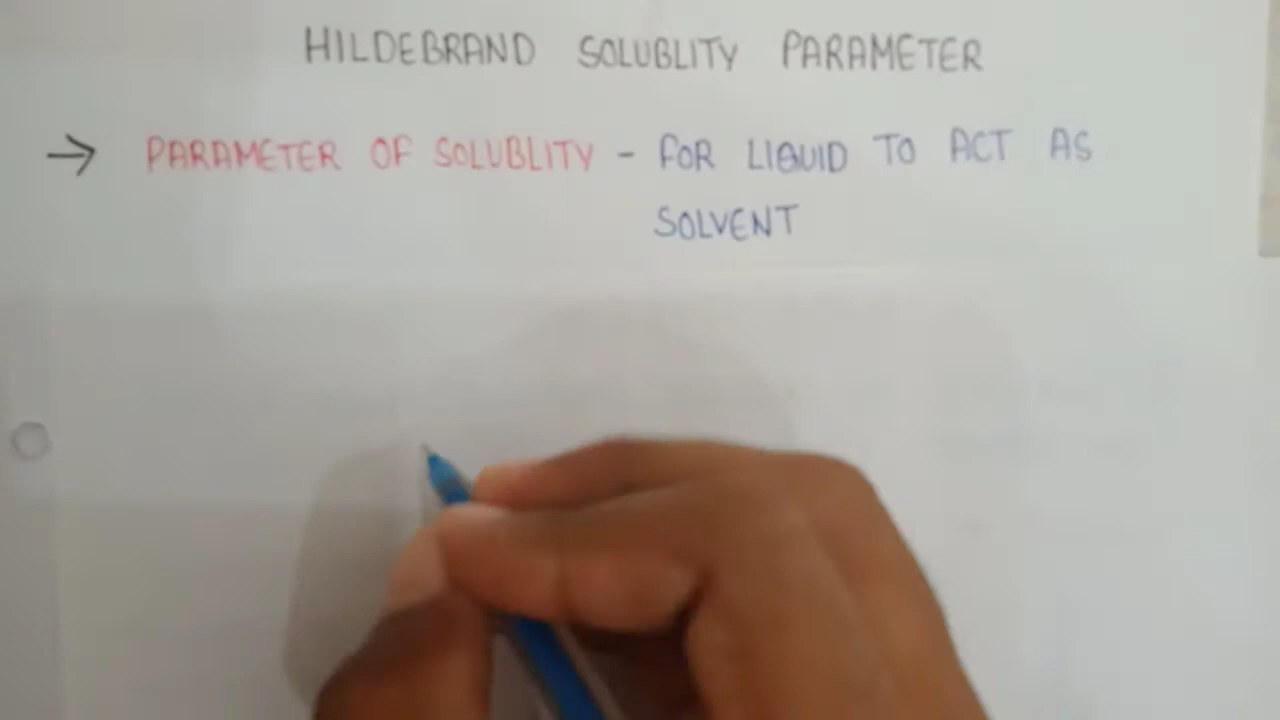 HILDEBRAND SOLUBLITY PARAMETER
→ PARAMETER OF SOLUBLITY - FOR LIQUID TO ACT AS
SOLVENT